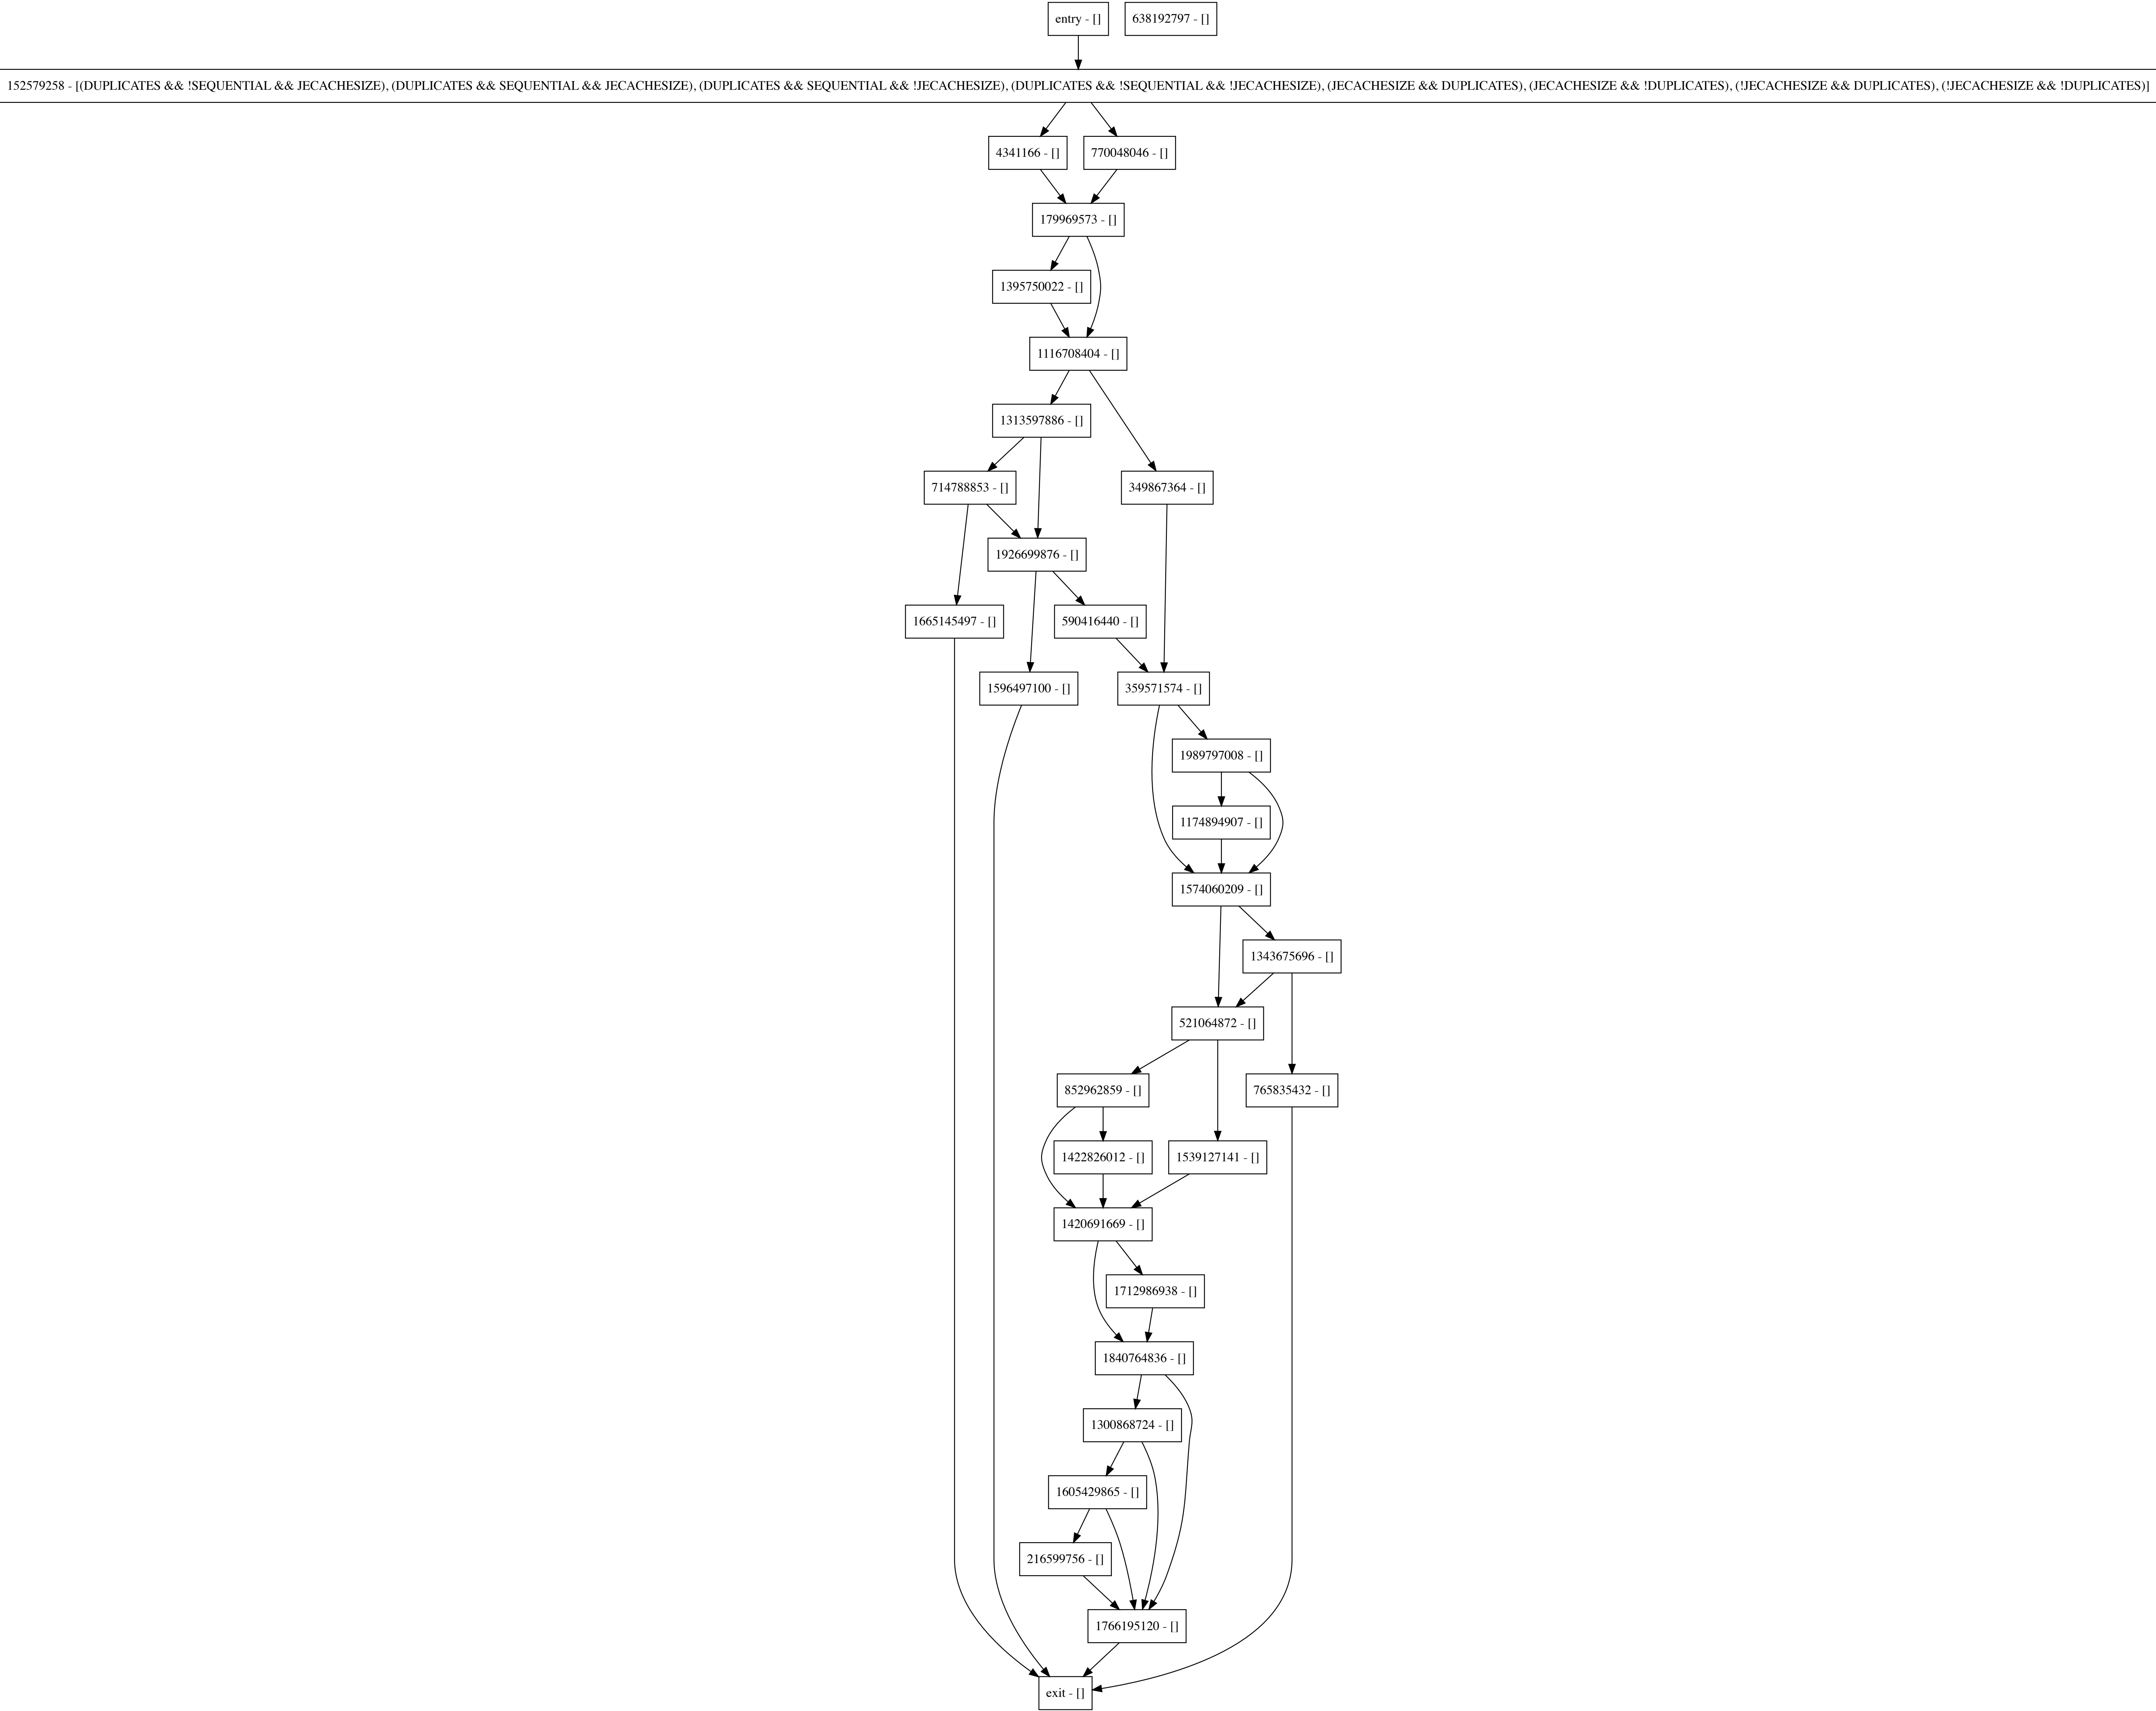 entry - []
638192797 - []
152579258 - [(DUPLICATES && !SEQUENTIAL && JECACHESIZE), (DUPLICATES && SEQUENTIAL && JECACHESIZE), (DUPLICATES && SEQUENTIAL && !JECACHESIZE), (DUPLICATES && !SEQUENTIAL && !JECACHESIZE), (JECACHESIZE && DUPLICATES), (JECACHESIZE && !DUPLICATES), (!JECACHESIZE && DUPLICATES), (!JECACHESIZE && !DUPLICATES)]
4341166 - []
770048046 - []
179969573 - []
1395750022 - []
1116708404 - []
1313597886 - []
714788853 - []
349867364 - []
1926699876 - []
1665145497 - []
590416440 - []
1596497100 - []
359571574 - []
1989797008 - []
1174894907 - []
1574060209 - []
1343675696 - []
521064872 - []
852962859 - []
765835432 - []
1422826012 - []
1539127141 - []
1420691669 - []
1712986938 - []
1840764836 - []
1300868724 - []
1605429865 - []
216599756 - []
1766195120 - []
exit - []